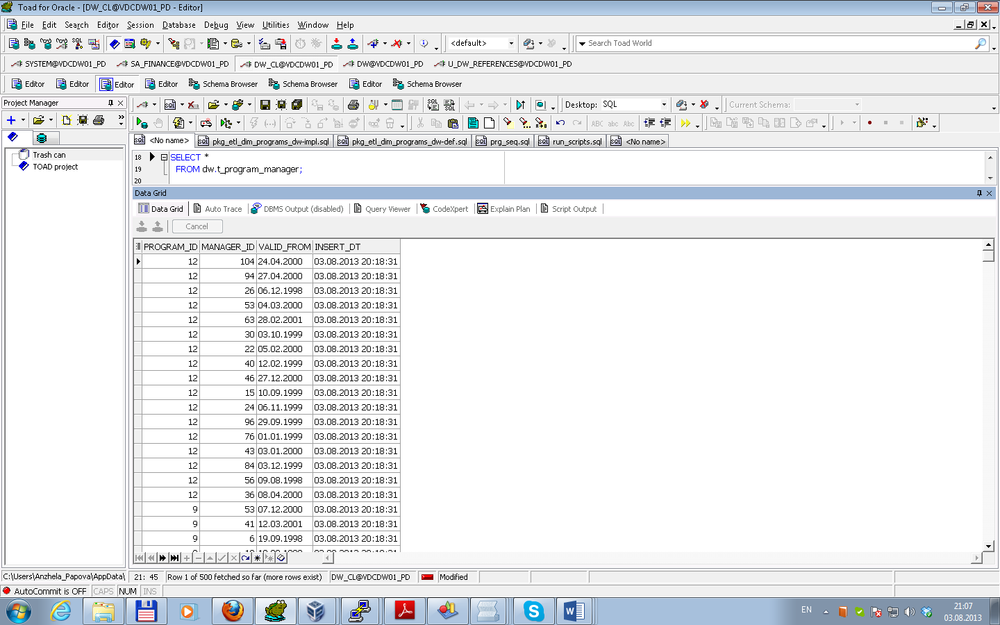 Toad for Oracle - [DW_CL@VDCDW01_PD - Editor]
File Edit Search Editor Session Database Debug View Utilities Window Help
<default> Search Toad World
SYSTEM@VDCDW01_PD SA_FINANCE@VDCDW01_PD DW_CL@VDCDW01_PD DW@VDCDW01_PD U_DW_REFERENCES@VDCDW01_PD
Editor Editor Editor Editor Schema Browser Schema Browser Editor Schema Browser
Project Manager
Desktop: SQL Current Schema:
<No name> pkg_etl_dim_programs_dw-impl.sql pkg_etl_dim_programs_dw-def.sql prg_seq.sql run_scripts.sql <No name>
Trash can
TOAD project
18 SELECT *
19 FROM dw.t_program_manager;
20
Data Grid
Data Grid Auto Trace DBMS Output (disabled) Query Viewer CodeXpert Explain Plan Script Output
Cancel
PROGRAM_ID MANAGER_ID VALID_FROM INSERT_DT
12 104 24.04.2000 03.08.2013 20:18:31
12 94 27.04.2000 03.08.2013 20:18:31
12 26 06.12.1998 03.08.2013 20:18:31
12 53 04.03.2000 03.08.2013 20:18:31
12 63 28.02.2001 03.08.2013 20:18:31
12 30 03.10.1999 03.08.2013 20:18:31
12 22 05.02.2000 03.08.2013 20:18:31
12 40 12.02.1999 03.08.2013 20:18:31
12 46 27.12.2000 03.08.2013 20:18:31
12 15 10.09.1999 03.08.2013 20:18:31
12 24 06.11.1999 03.08.2013 20:18:31
12 96 29.09.1999 03.08.2013 20:18:31
12 76 01.01.1999 03.08.2013 20:18:31
12 43 03.01.2000 03.08.2013 20:18:31
12 84 03.12.1999 03.08.2013 20:18:31
12 56 09.08.1998 03.08.2013 20:18:31
12 36 08.04.2000 03.08.2013 20:18:31
9 53 07.12.2000 03.08.2013 20:18:31
9 41 12.03.2001 03.08.2013 20:18:31
9 6 19.09.1998 03.08.2013 20:18:31
C:\Users\Anzhela_Papova\AppData\ 21: 45 Row 1 of 500 fetched so far (more rows exist) DW_CL@VDCDW01_PD Modified
AutoCommit is OFF CAPS NUM INS
EN 21:07
03.08.2013